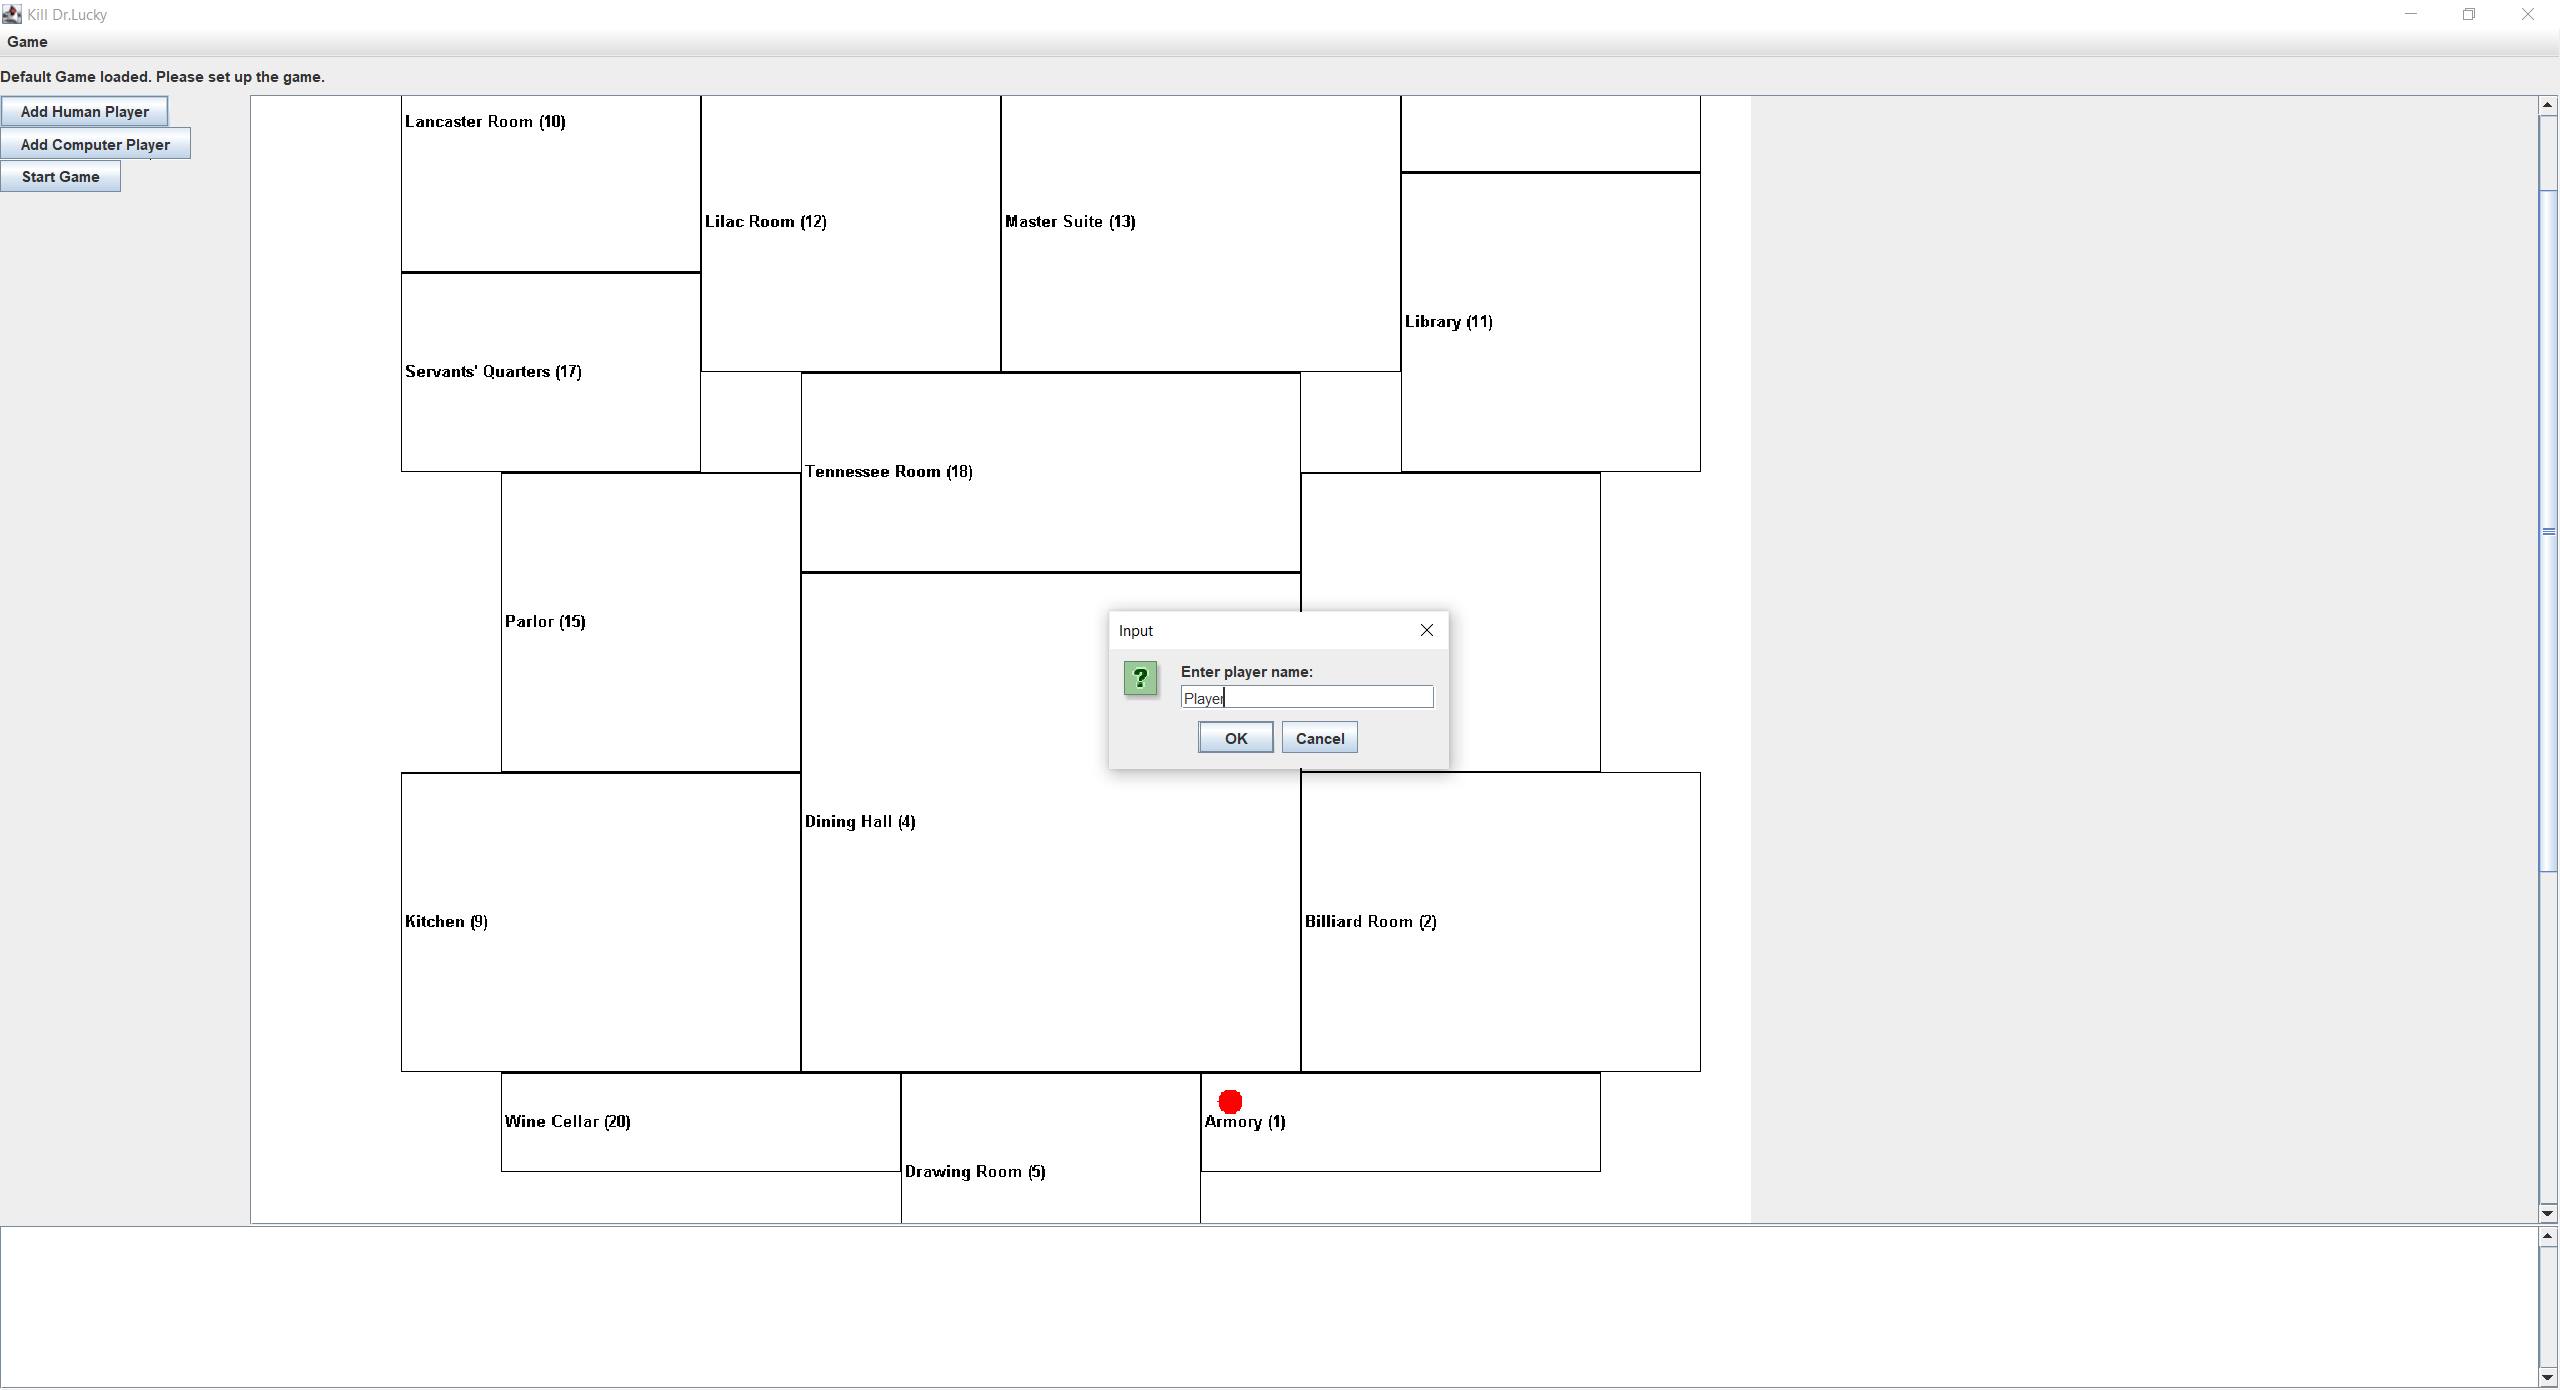 Kill Dr.Lucky
Game
Default Game loaded. Please set up the game.
Add Human Player
Add Computer Player
Start Game
Lancaster Room (10)
Lilac Room (12)
Master Suite (13)
Library (11)
Servants' Quarters (17)
Tennessee Room (18)
Parlor (15)
Input
Enter player name:
Player
OK
Cancel
Dining Hall (4)
Kitchen (9)
Billiard Room (2)
Wine Cellar (20)
Armory (1)
Drawing Room (5)